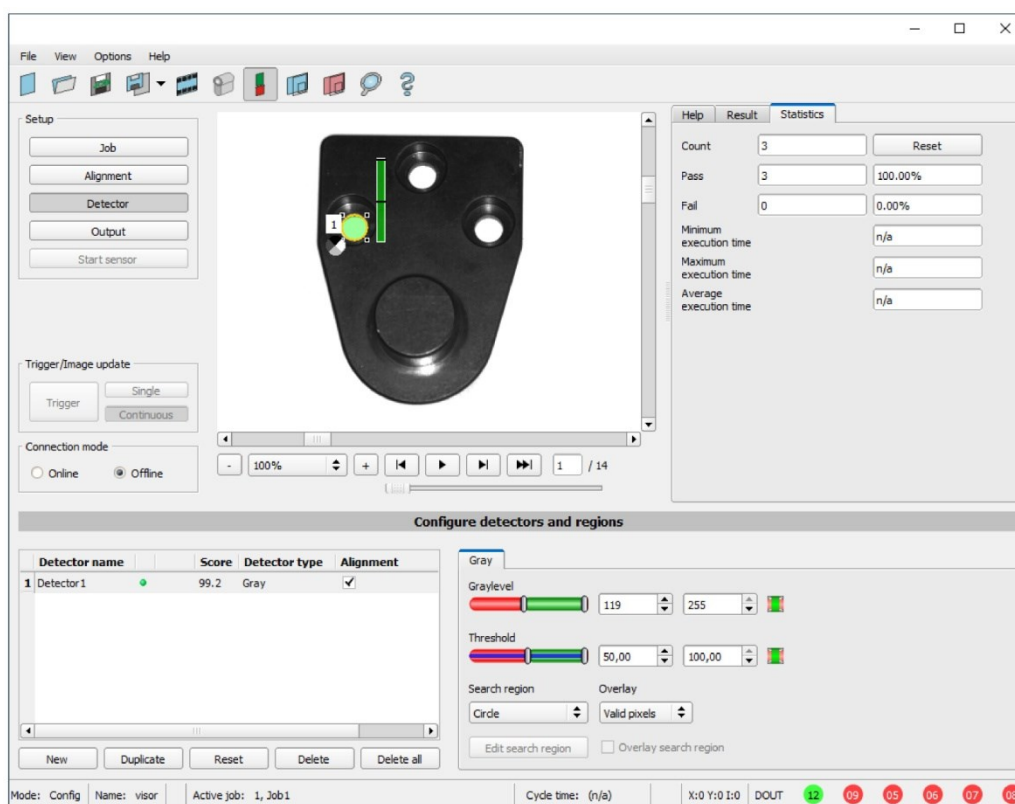 File View Options Help
Setup
Job
Alignment
Detector
Output
Start sensor
Trigger/Image update
Trigger
Single
Continuous
Connection mode
Online Offline
1
- 100% + 1 / 14
Help Result Statistics
Count 3 Reset
Pass 3 100.00%
Fail 0 0.00%
Minimum
execution time n/a
Maximum
execution time n/a
Average
execution time n/a
Configure detectors and regions
Detector name Score Detector type Alignment
1 Detector1 99.2 Gray
New Duplicate Reset Delete Delete all
Gray
Graylevel
119 255
Threshold
50,00 100,00
Search region Overlay
Circle Valid pixels
Edit search region Overlay search region
Mode: Config Name: visor Active job: 1, Job1 Cycle time: (n/a) X:0 Y:0 I:0 DOUT 12 09 05 06 07 08